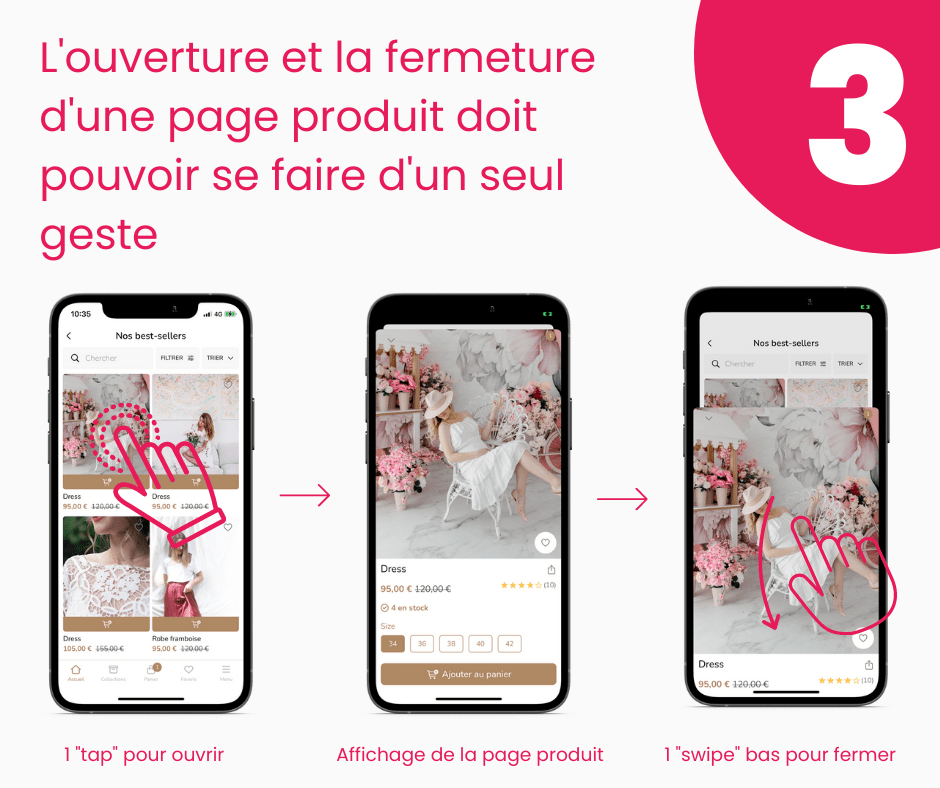 L'ouverture et la fermeture
d'une page produit doit
pouvoir se faire d'un seul
geste
3
10:35
4G
Nos best-sellers
Chercher
FILTRER
TRIER
Dress
Dress
95,00 € 120,00 €
95,00 € 120,00 €
Dress
Robe framboise
105,00 € 155,00 €
95,00 € 120,00 €
1
Accueil
Collections
Panier
Favoris
Menu
Dress
95,00 € 120,00 €
(10)
4 en stock
Size
34
36
38
40
42
Ajouter au panier
Nos best-sellers
Chercher
FILTRER
TRIER
Dress
95,00 € 120,00 €
(10)
1 "tap" pour ouvrir
Affichage de la page produit
1 "swipe" bas pour fermer